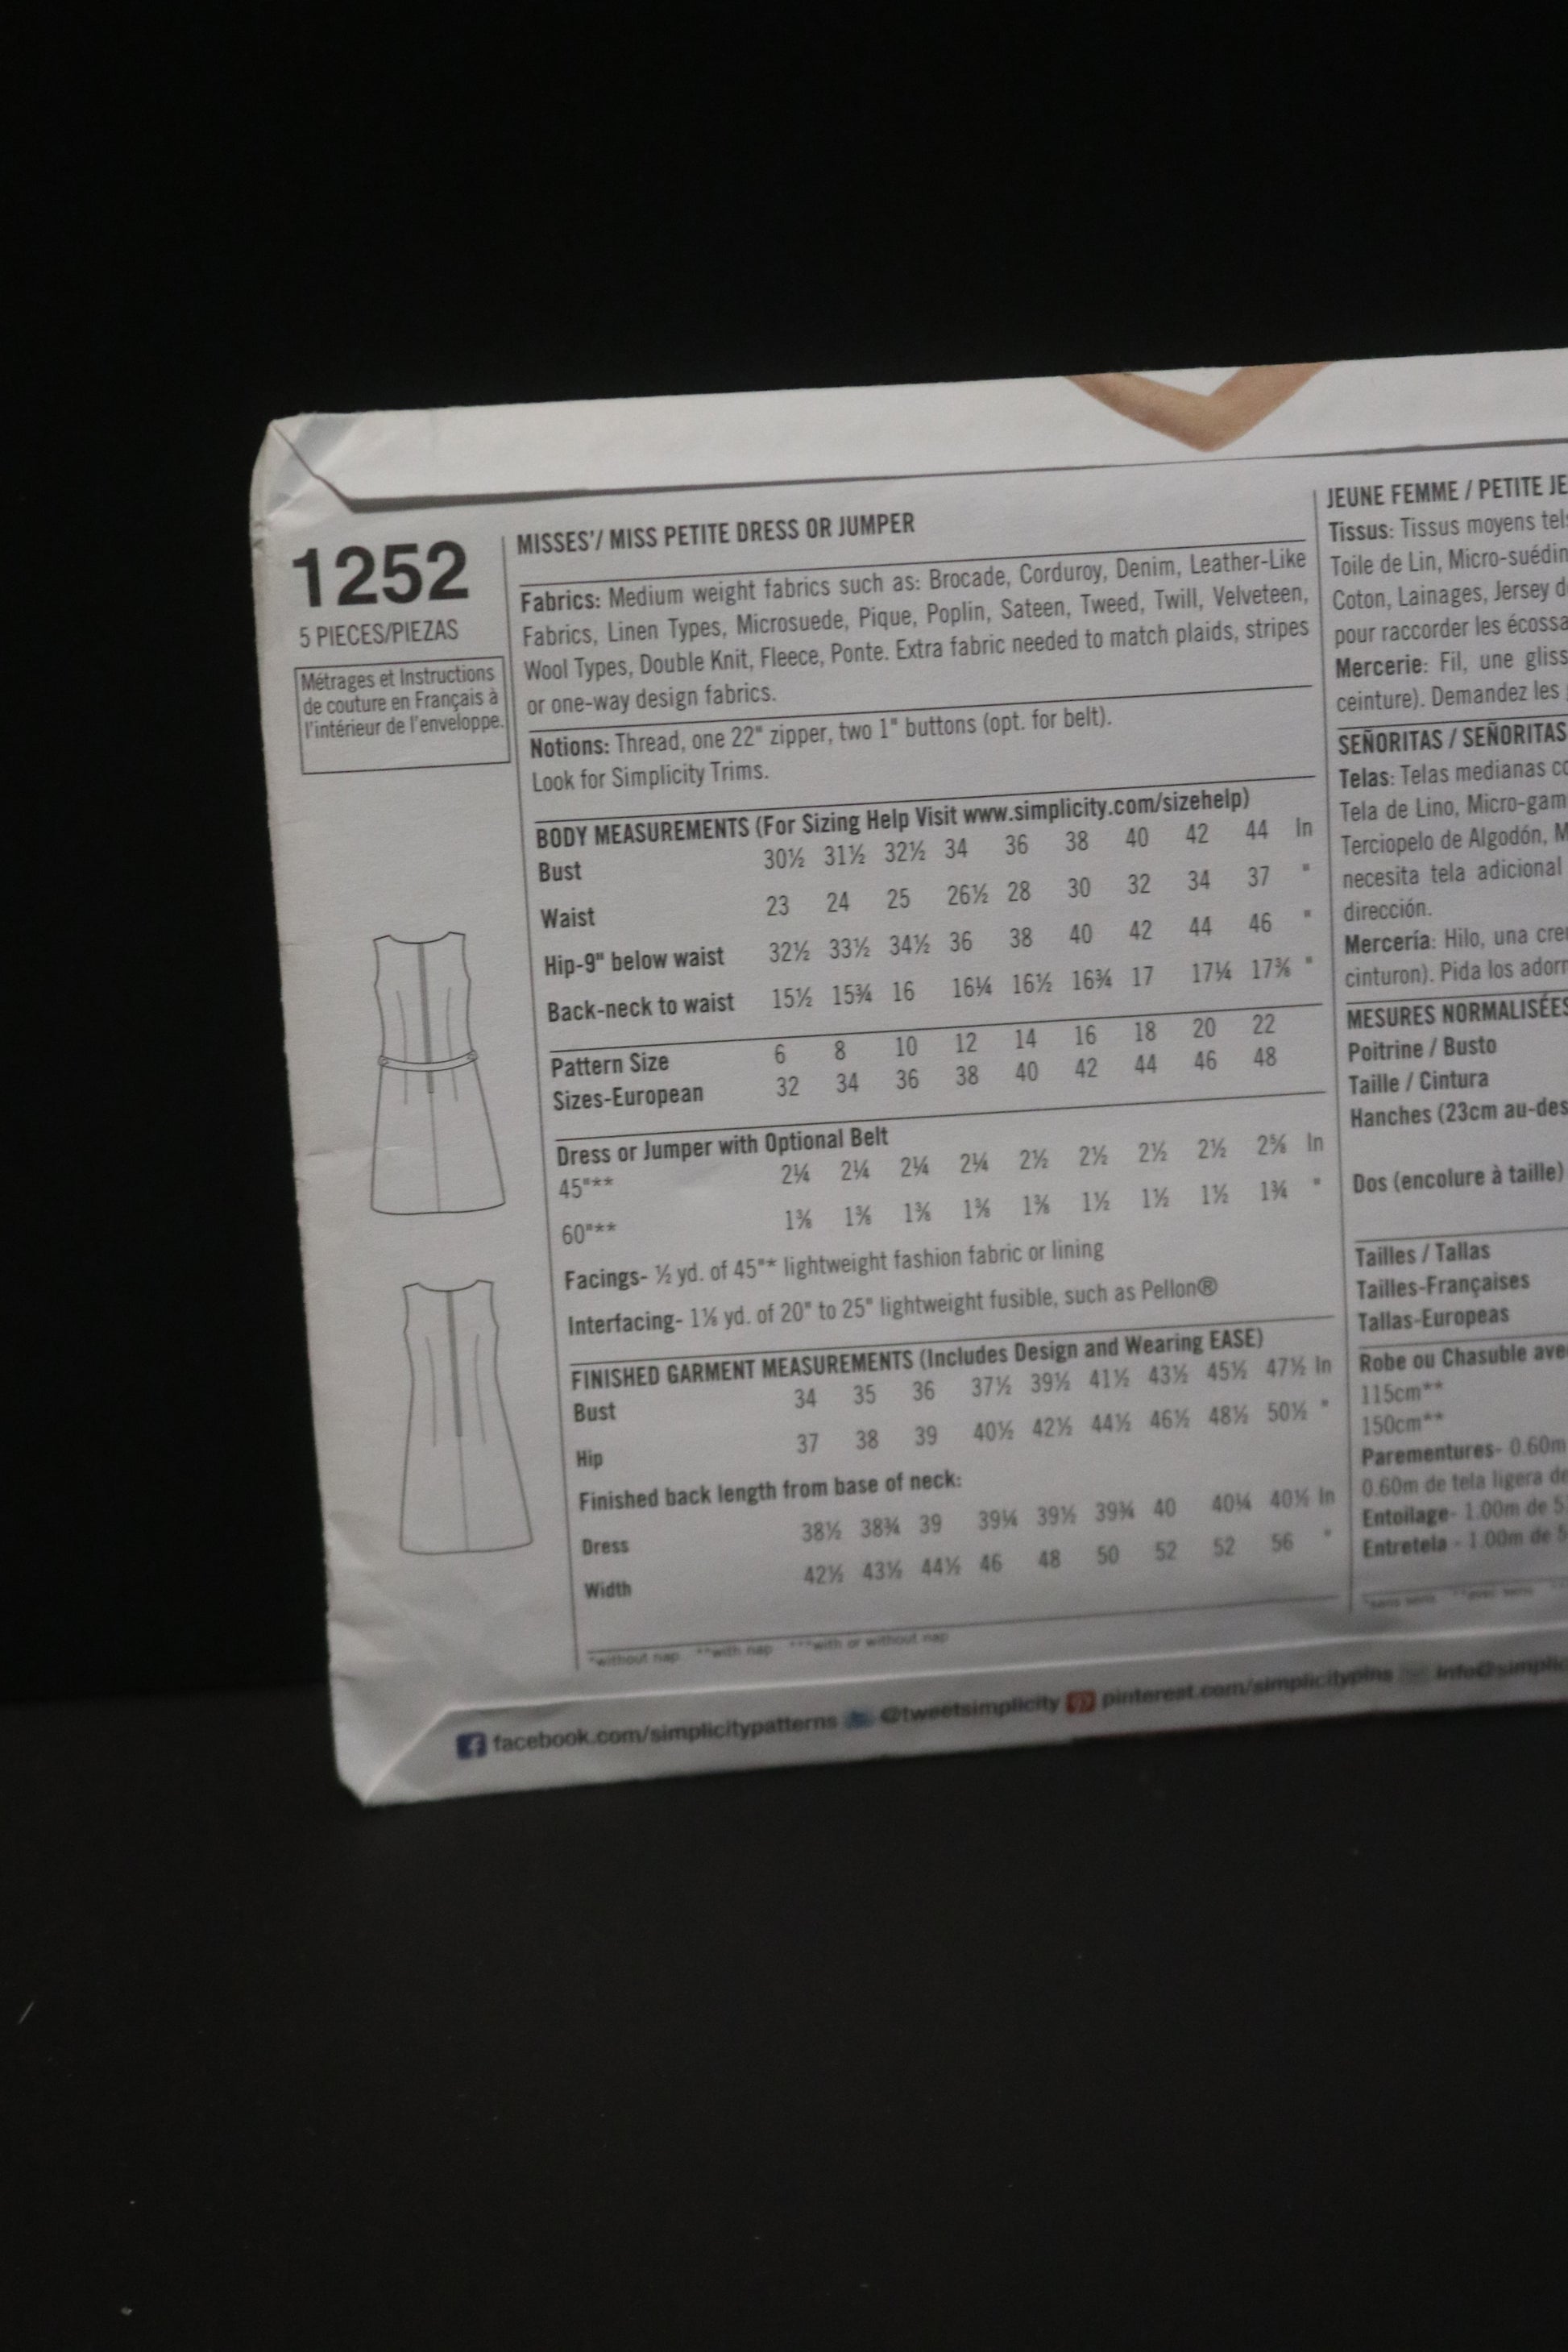 1252
5 PIECES/PIEZAS
Métrages et Instructions
de couture en Français à
l'intérieur de l'enveloppe.
MISSES'/ MISS PETITE DRESS OR JUMPER
Fabrics: Medium weight fabrics such as: Brocade, Corduroy, Denim, Leather-Like
Fabrics, Linen Types, Microsuede, Pique, Poplin, Sateen, Tweed, Twill, Velveteen,
Wool Types, Double Knit, Fleece, Ponte. Extra fabric needed to match plaids, stripes
or one-way design fabrics.
Notions: Thread, one 22" zipper, two 1" buttons (opt. for belt).
Look for Simplicity Trims.
BODY MEASUREMENTS (For Sizing Help Visit www.simplicity.com/sizehelp)
Bust 30½ 31½ 32½ 34 36 38 40 42 44 In
Waist 23 24 25 26½ 28 30 32 34 37 "
Hip-9" below waist 32½ 33½ 34½ 36 38 40 42 44 46 "
Back-neck to waist 15½ 15¾ 16 16¼ 16½ 16¾ 17 17¼ 17⅜ "
Pattern Size 6 8 10 12 14 16 18 20 22
Sizes-European 32 34 36 38 40 42 44 46 48
Dress or Jumper with Optional Belt
45"** 2¼ 2¼ 2¼ 2¼ 2½ 2½ 2½ 2½ 2⅝ In
60"** 1⅜ 1⅜ 1⅜ 1⅜ 1⅜ 1½ 1½ 1½ 1¾ "
Facings- ½ yd. of 45"* lightweight fashion fabric or lining
Interfacing- 1⅛ yd. of 20" to 25" lightweight fusible, such as Pellon®
FINISHED GARMENT MEASUREMENTS (Includes Design and Wearing EASE)
Bust 34 35 36 37½ 39½ 41½ 43½ 45½ 47½ In
Hip 37 38 39 40½ 42½ 44½ 46½ 48½ 50½ "
Finished back length from base of neck:
Dress 38½ 38¾ 39 39¼ 39½ 39¾ 40 40¼ 40½ In
Width 42½ 43½ 44½ 46 48 50 52 52 56 "
*without nap **with nap ***with or without nap
JEUNE FEMME / PETITE JE
Tissus: Tissus moyens tel
Toile de Lin, Micro-suédin
Coton, Lainages, Jersey d
pour raccorder les écossa
Mercerie: Fil, une gliss
ceinture). Demandez les
SEÑORITAS / SEÑORITAS
Telas: Telas medianas co
Tela de Lino, Micro-gam
Terciopelo de Algodón, M
necesita tela adicional
dirección.
Mercería: Hilo, una cre
cinturon). Pida los adorn
MESURES NORMALISÉES
Poitrine / Busto
Taille / Cintura
Hanches (23cm au-des
Dos (encolure à taille)
Tailles / Tallas
Tailles-Françaises
Tallas-Europeas
Robe ou Chasuble ave
115cm**
150cm**
Parementures- 0.60m
0.60m de tela ligera de
Entoilage- 1.00m de 5
Entretela - 1.00m de 5
*sans sens **avec sens
facebook.com/simplicitypatterns @tweetsimplicity pinterest.com/simplicitypins info@simplic